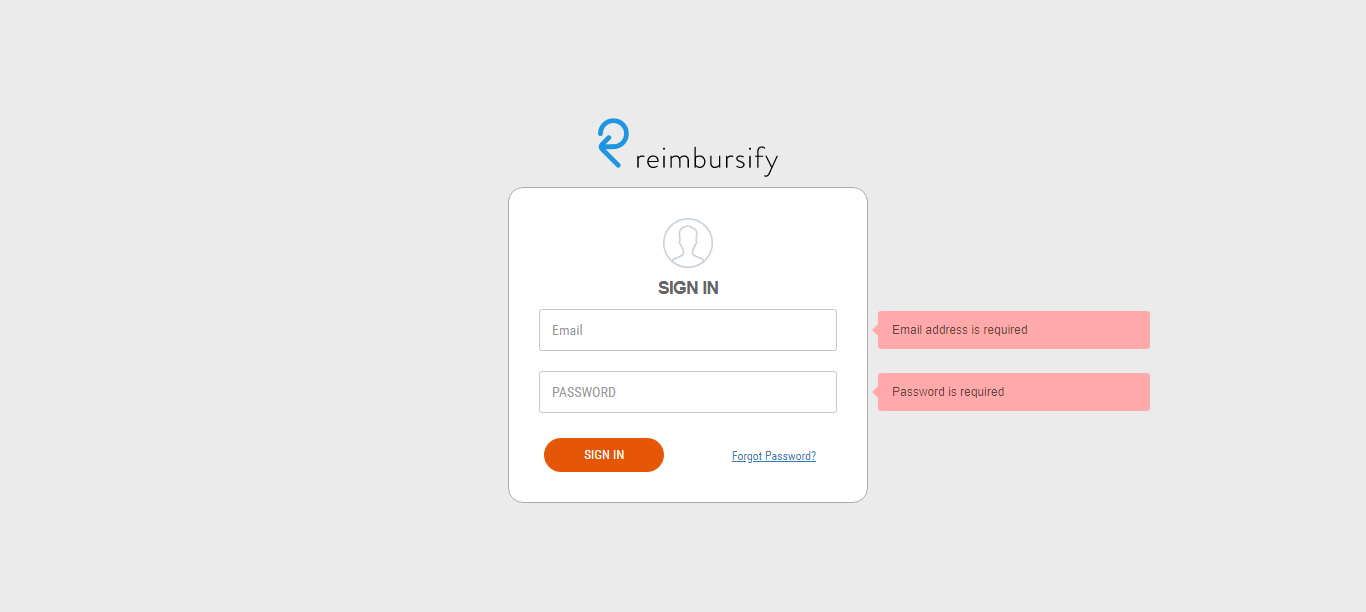 reimbursify
SIGN IN
Email
Email address is required
PASSWORD
Password is required
SIGN IN
Forgot Password?